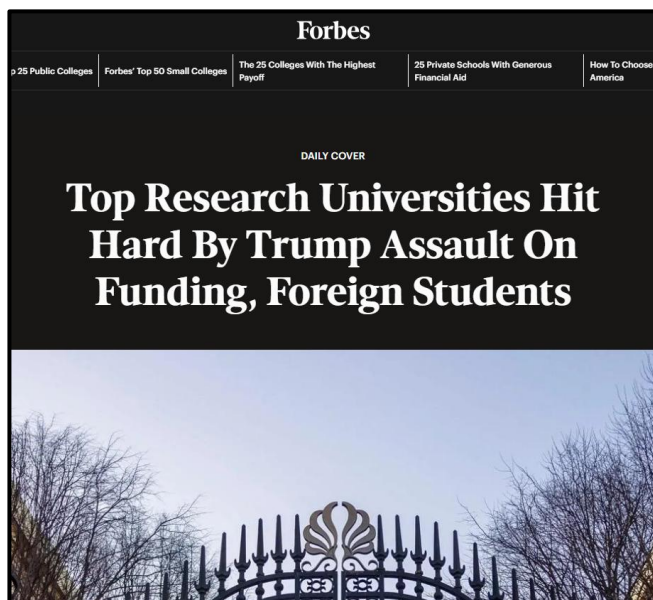 Forbes
25 Public Colleges
Forbes' Top 50 Small Colleges
The 25 Colleges With The Highest
Payoff
25 Private Schools With Generous
Financial Aid
How To Choose
America
DAILY COVER
Top Research Universities Hit
Hard By Trump Assault On
Funding, Foreign Students